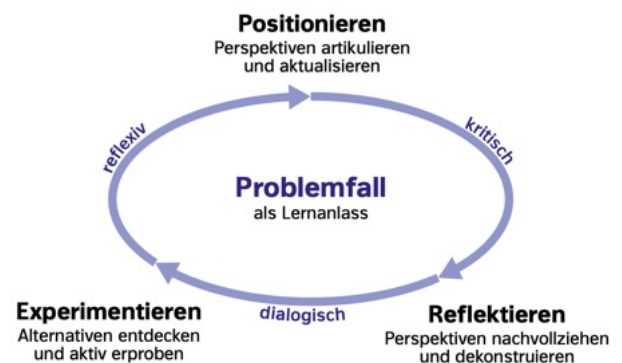 Positionieren
Perspektiven artikulieren
und aktualisieren
reflexiv
kritisch
Problemfall
als Lernanlass
Experimentieren
Alternativen entdecken
und aktiv erproben
dialogisch
Reflektieren
Perspektiven nachvollziehen
und dekonstruieren